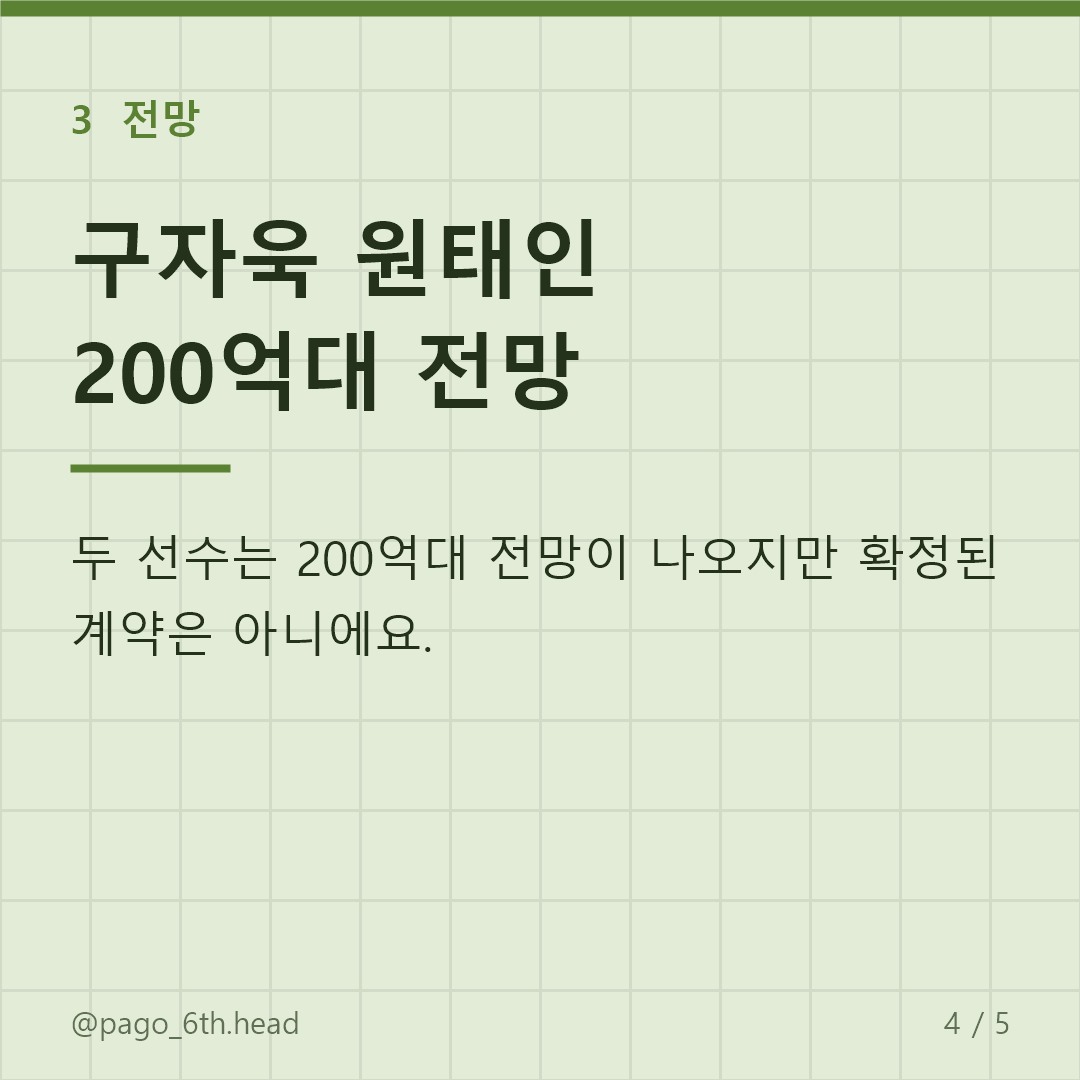 3 전망
구자욱 원태인
200억대 전망
두 선수는 200억대 전망이 나오지만 확정된
계약은 아니에요.
@pago_6th.head
4 / 5